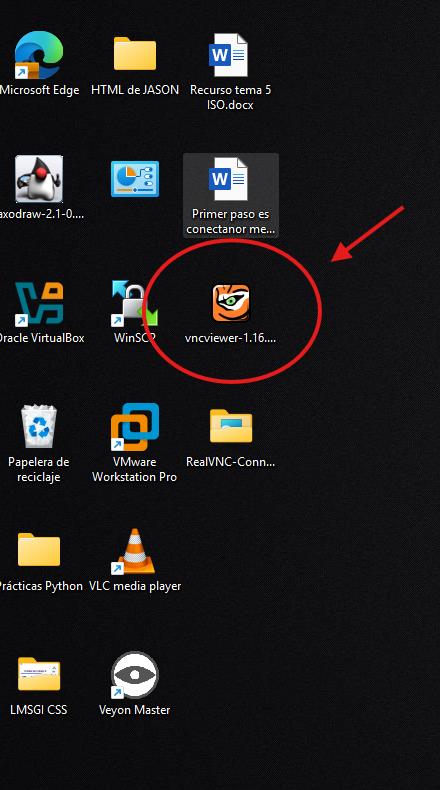 Microsoft Edge
HTML de JASON
Recurso tema 5
ISO.docx
axodraw-2.1-0....
Primer paso es
conectanor me...
Oracle VirtualBox
WinSCP
vncviewer-1.16....
Papelera de
reciclaje
VMware
Workstation Pro
RealVNC-Conn...
Prácticas Python
VLC media player
LMSGI CSS
Veyon Master